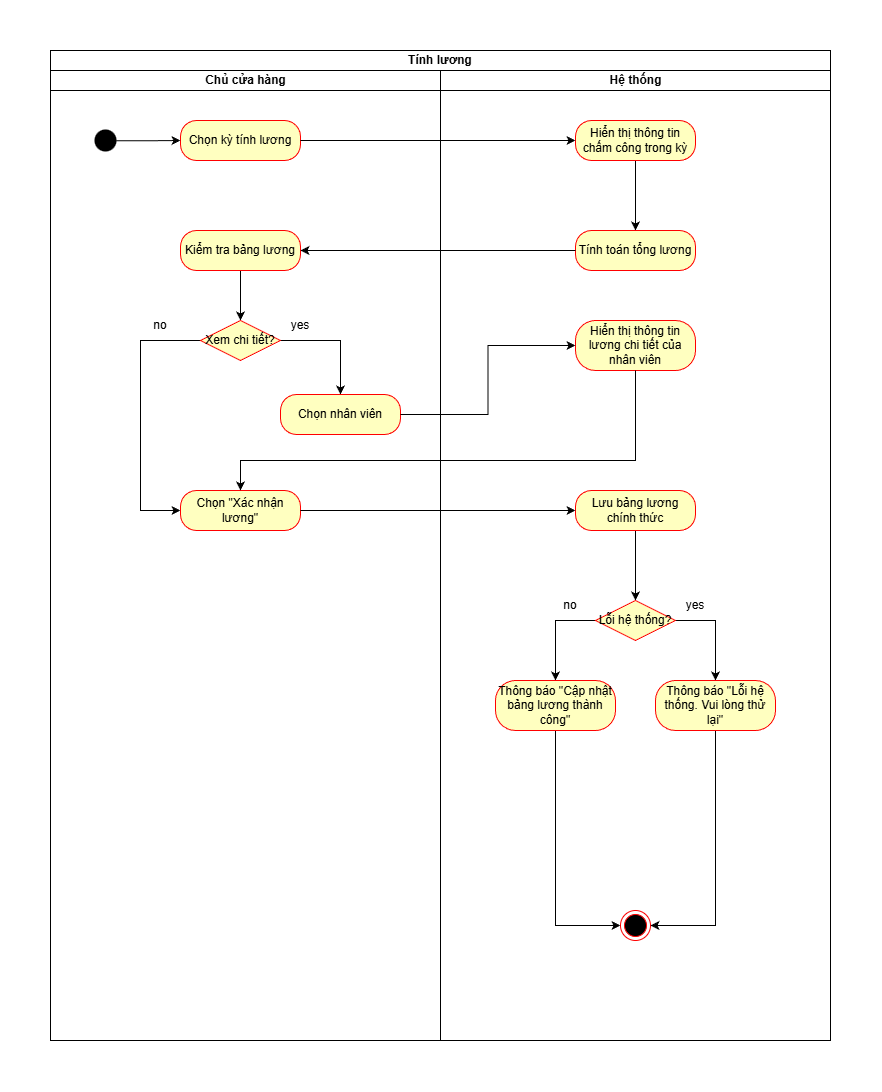 Tính lương
Chủ cửa hàng
Hệ thống
Chọn kỳ tính lương
Hiển thị thông tin
chấm công trong kỳ
Kiểm tra bảng lương
Tính toán tổng lương
no
Xem chi tiết?
yes
Hiển thị thông tin
lương chi tiết của
nhân viên
Chọn nhân viên
Chọn "Xác nhận
lương"
Lưu bảng lương
chính thức
no
Lỗi hệ thống?
yes
Thông báo "Cập nhật
bảng lương thành
công"
Thông báo "Lỗi hệ
thống. Vui lòng thử
lại"